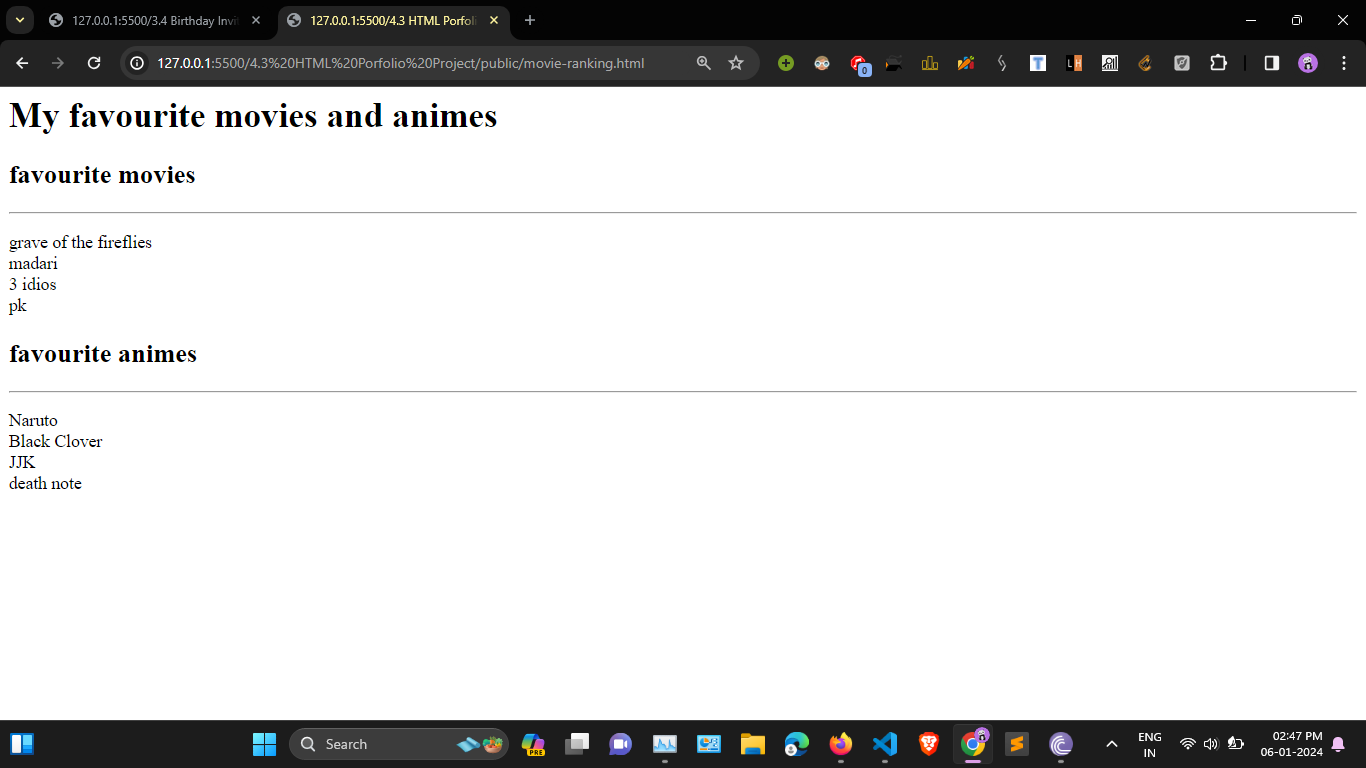 127.0.0.1:5500/3.4 Birthday Invi
127.0.0.1:5500/4.3 HTML Porfoli
127.0.0.1:5500/4.3%20HTML%20Porfolio%20Project/public/movie-ranking.html
0
T
LH
My favourite movies and animes
favourite movies
grave of the fireflies
madari
3 idios
pk
favourite animes
Naruto
Black Clover
JJK
death note
Search
PRE
ENG
IN
02:47 PM
06-01-2024